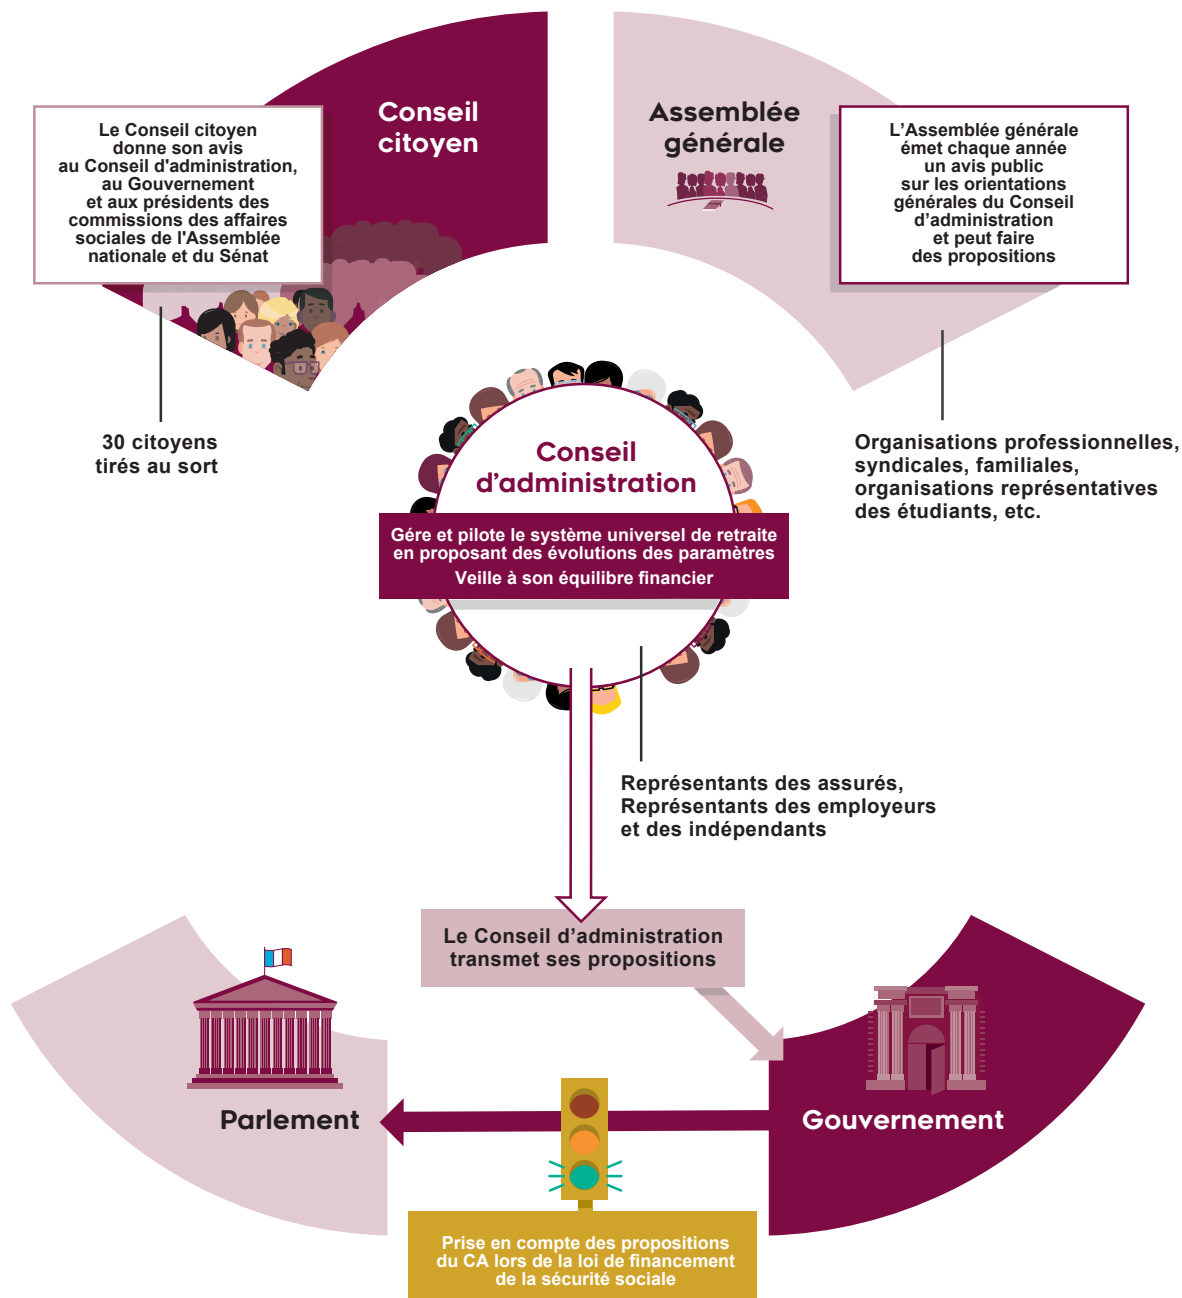 Conseil
citoyen
Le Conseil citoyen
donne son avis
au Conseil d'administration,
au Gouvernement
et aux présidents des
commissions des affaires
sociales de l'Assemblée
nationale et du Sénat
30 citoyens
tirés au sort
Assemblée
générale
L'Assemblée générale
émet chaque année
un avis public
sur les orientations
générales du Conseil
d'administration
et peut faire
des propositions
Organisations professionnelles,
syndicales, familiales,
organisations représentatives
des étudiants, etc.
Conseil
d'administration
Gére et pilote le système universel de retraite
en proposant des évolutions des paramètres
Veille à son équilibre financier
Représentants des assurés,
Représentants des employeurs
et des indépendants
Le Conseil d'administration
transmet ses propositions
Parlement
Gouvernement
Prise en compte des propositions
du CA lors de la loi de financement
de la sécurité sociale